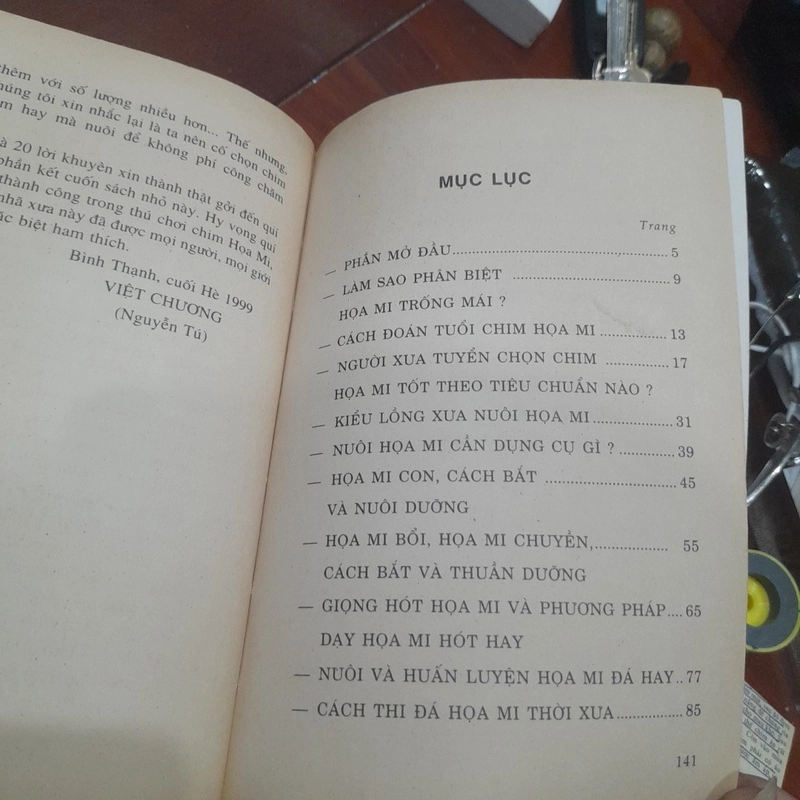 thêm với số lượng nhiều hơn... Thế nhưng,
húng tôi xin nhắc lại là ta nên cố chọn chim
m hay mà nuôi để không phí công chăm
à 20 lời khuyên xin thành thật gởi đến quí
phần kết cuốn sách nhỏ này. Hy vọng qui
thành công trong thú chơi chim Họa Mi,
nhã xưa này đã được mọi người, mọi giới
ặc biệt ham thích.
Bình Thạnh, cuối Hè 1999
VIỆT CHƯƠNG
(Nguyễn Tú)
MỤC LỤC
Trang
— PHẦN MỞ ĐẦU..................................... 5
— LÀM SAO PHÂN BIỆT ......................... 9
HỌA MI TRỐNG MÁI ?
— CÁCH ĐOÁN TUỔI CHIM HỌA MI .............. 13
— NGƯỜI XƯA TUYỂN CHỌN CHIM .............. 17
HỌA MI TỐT THEO TIÊU CHUẨN NÀO ?
— KIỂU LỒNG XƯA NUÔI HỌA MI................ 31
— NUÔI HỌA MI CẦN DỤNG CỤ GÌ ?............ 39
— HỌA MI CON, CÁCH BẮT ........................ 45
VÀ NUÔI DƯỠNG
— HỌA MI BỔI, HỌA MI CHUYỀN,................ 55
CÁCH BẮT VÀ THUẦN DƯỠNG
— GIỌNG HÓT HỌA MI VÀ PHƯƠNG PHÁP.... 65
DẠY HỌA MI HÓT HAY
— NUÔI VÀ HUẤN LUYỆN HỌA MI ĐÁ HAY.. 77
— CÁCH THI ĐÁ HỌA MI THỜI XƯA.............. 85
141